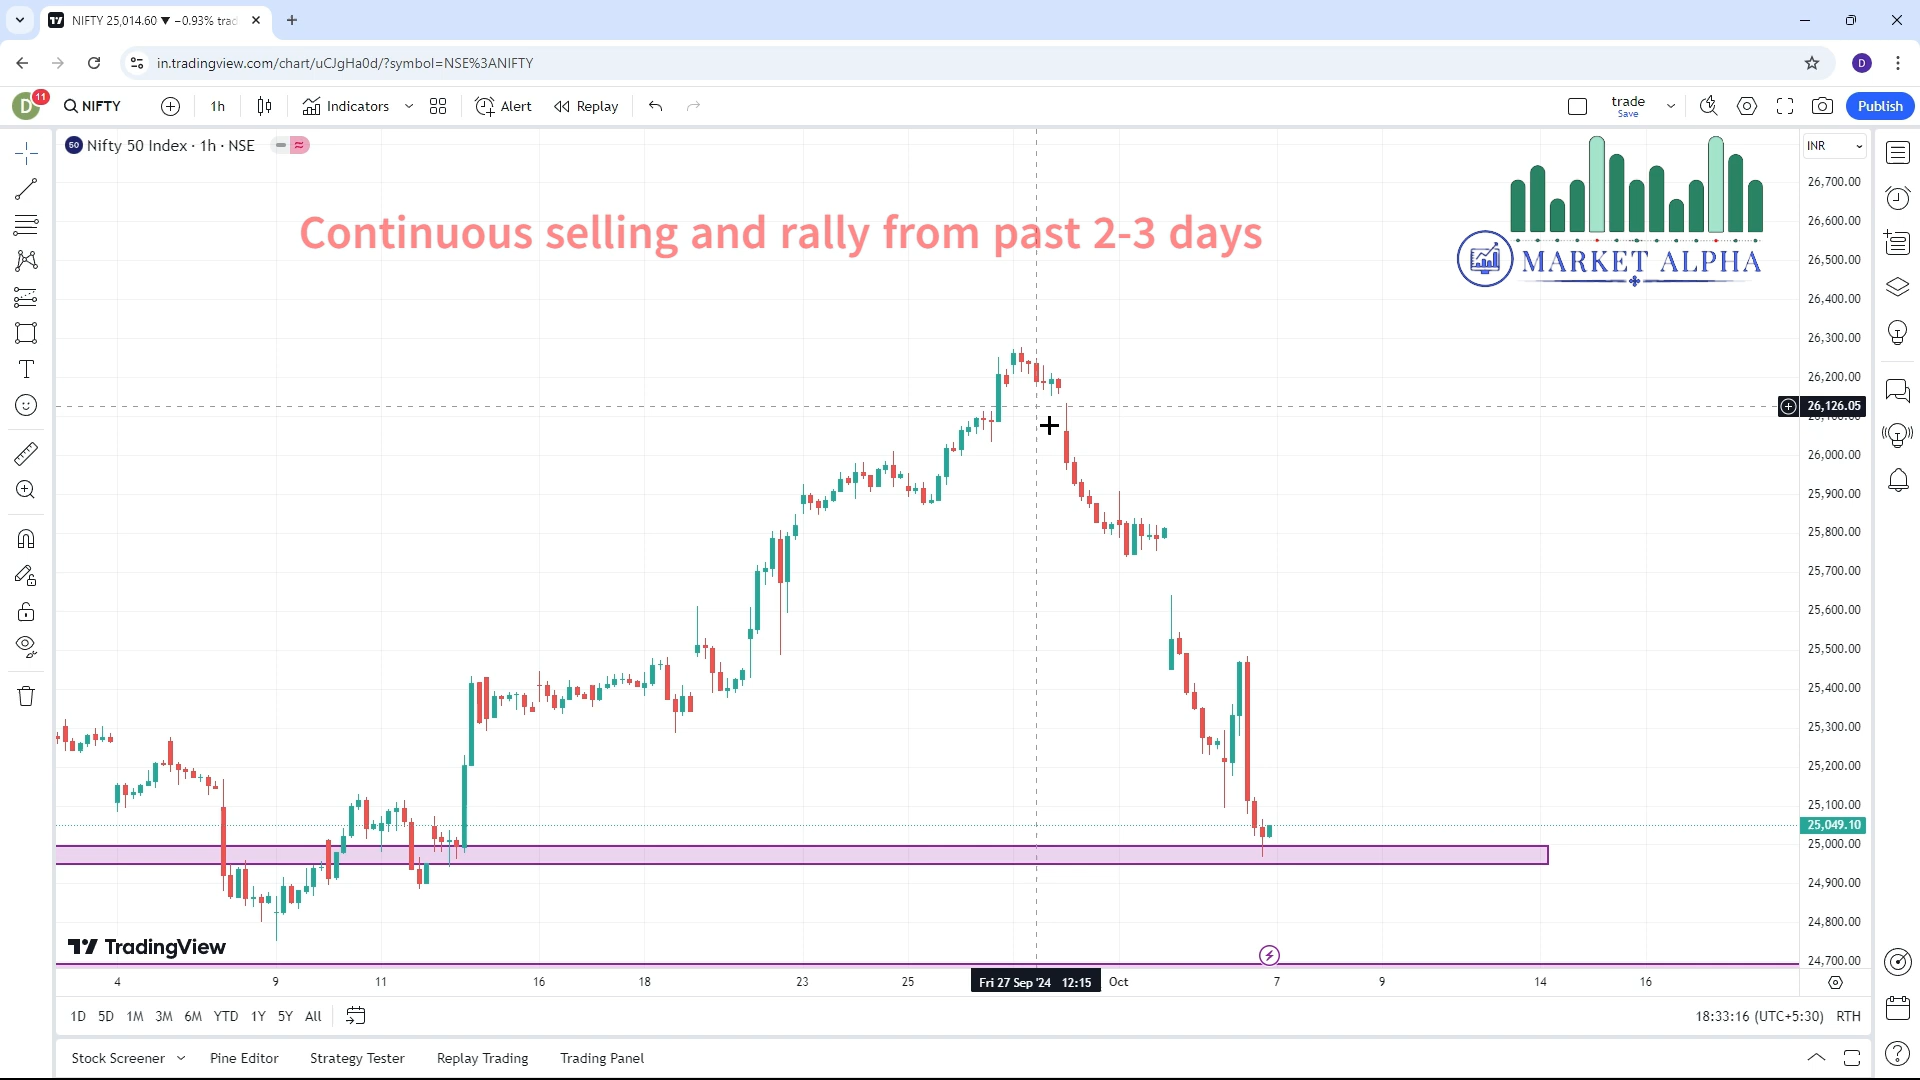 NIFTY 25,014.60 ▼ −0.93% trad
in.tradingview.com/chart/uCJgHa0d/?symbol=NSE%3ANIFTY
D
D
11
NIFTY
1h
Indicators
Alert
Replay
trade
Save
Publish
50
Nifty 50 Index · 1h · NSE
INR
Continuous selling and rally from past 2-3 days
MARKET ALPHA
26,700.00
26,600.00
26,500.00
26,400.00
26,300.00
26,200.00
26,126.05
26,000.00
25,900.00
25,800.00
25,700.00
25,600.00
25,500.00
25,400.00
25,300.00
25,200.00
25,100.00
25,049.10
25,000.00
24,900.00
24,800.00
24,700.00
TradingView
4 9 11 16 18 23 25 Fri 27 Sep '24 12:15 Oct 7 9 14 16
1D 5D 1M 3M 6M YTD 1Y 5Y All
18:33:16 (UTC+5:30) RTH
Stock Screener Pine Editor Strategy Tester Replay Trading Trading Panel